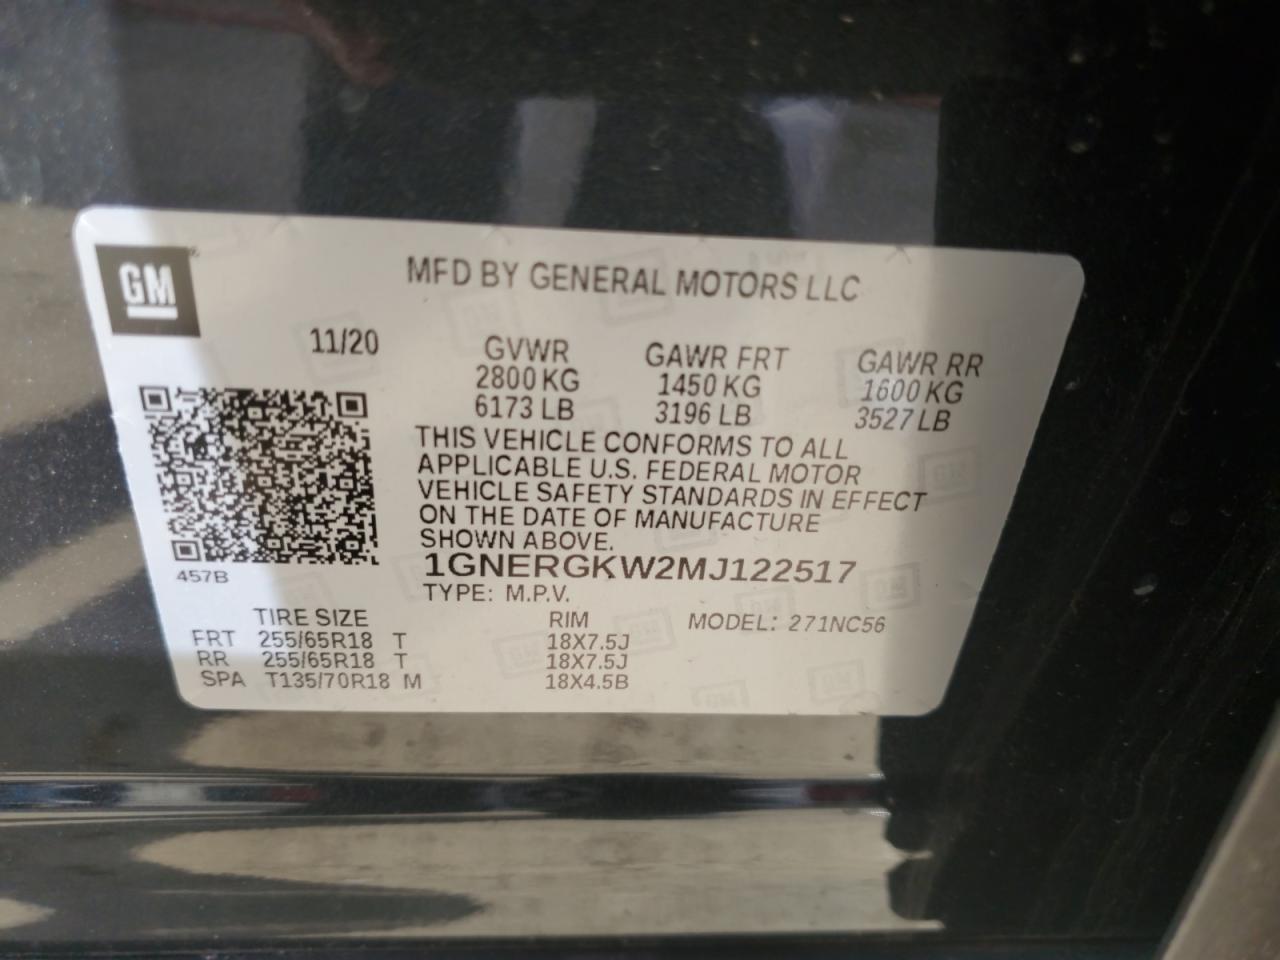 GM
MFD BY GENERAL MOTORS LLC
11/20 GVWR GAWR FRT GAWR RR
2800 KG 1450 KG 1600 KG
6173 LB 3196 LB 3527 LB
THIS VEHICLE CONFORMS TO ALL
APPLICABLE U.S. FEDERAL MOTOR
VEHICLE SAFETY STANDARDS IN EFFECT
ON THE DATE OF MANUFACTURE
SHOWN ABOVE.
457B
1GNERGKW2MJ122517
TYPE: M.P.V.
TIRE SIZE RIM MODEL: 271NC56
FRT 255/65R18 T 18X7.5J
RR 255/65R18 T 18X7.5J
SPA T135/70R18 M 18X4.5B